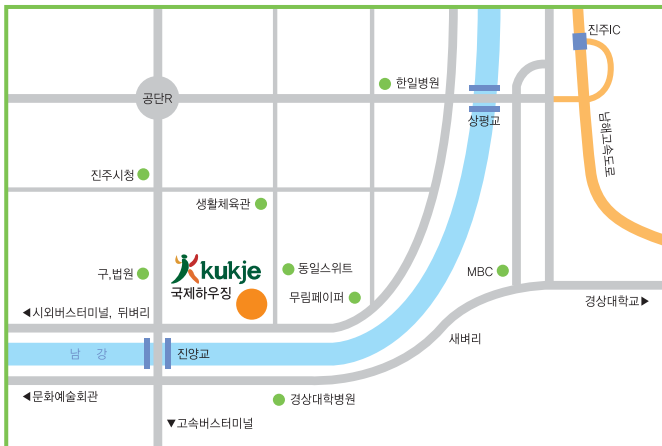 진주IC
한일병원
공단R
상평교
남해고속도로
진주시청
생활체육관
kukje
국제하우징
구,법원
동일스위트
MBC
무림페이퍼
경상대학교▶
◀시외버스터미널, 뒤벼리
새벼리
남 강
진양교
◀문화예술회관
경상대학병원
▼고속버스터미널